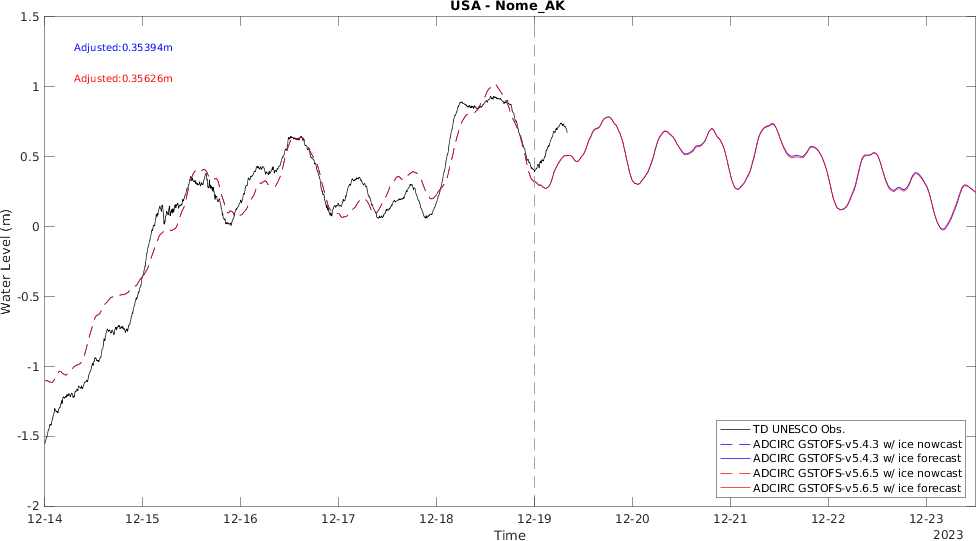 USA - Nome_AK
1.5
Adjusted:0.35394m
Adjusted:0.35626m
1
0.5
0
-0.5
-1
-1.5
-2
Water Level (m)
TD UNESCO Obs.
ADCIRC GSTOFS-v5.4.3 w/ ice nowcast
ADCIRC GSTOFS-v5.4.3 w/ ice forecast
ADCIRC GSTOFS-v5.6.5 w/ ice nowcast
ADCIRC GSTOFS-v5.6.5 w/ ice forecast
12-14 12-15 12-16 12-17 12-18 12-19 12-20 12-21 12-22 12-23
Time
2023